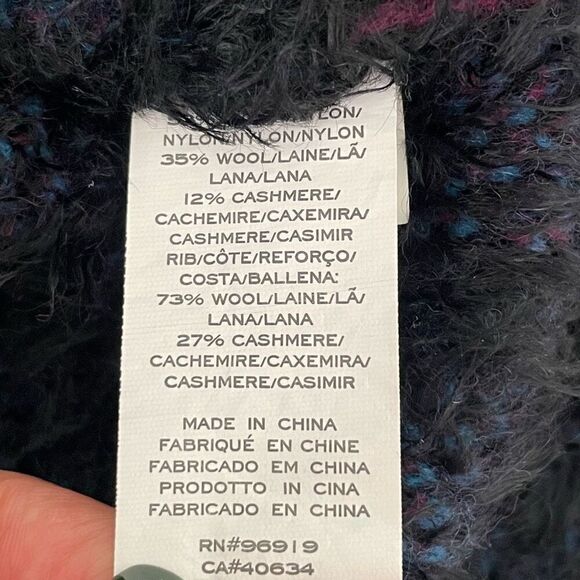 NYLON/NYLON/NYLON
35% WOOL/LAINE/LÃ/
LANA/LANA
12% CASHMERE/
CACHEMIRE/CAXEMIRA/
CASHMERE/CASIMIR
RIB/CÔTE/REFORÇO/
COSTA/BALLENA:
73% WOOL/LAINE/LÃ/
LANA/LANA
27% CASHMERE/
CACHEMIRE/CAXEMIRA/
CASHMERE/CASIMIR
MADE IN CHINA
FABRIQUÉ EN CHINE
FABRICADO EM CHINA
PRODOTTO IN CINA
FABRICADO EN CHINA
RN#96919
CA#40634